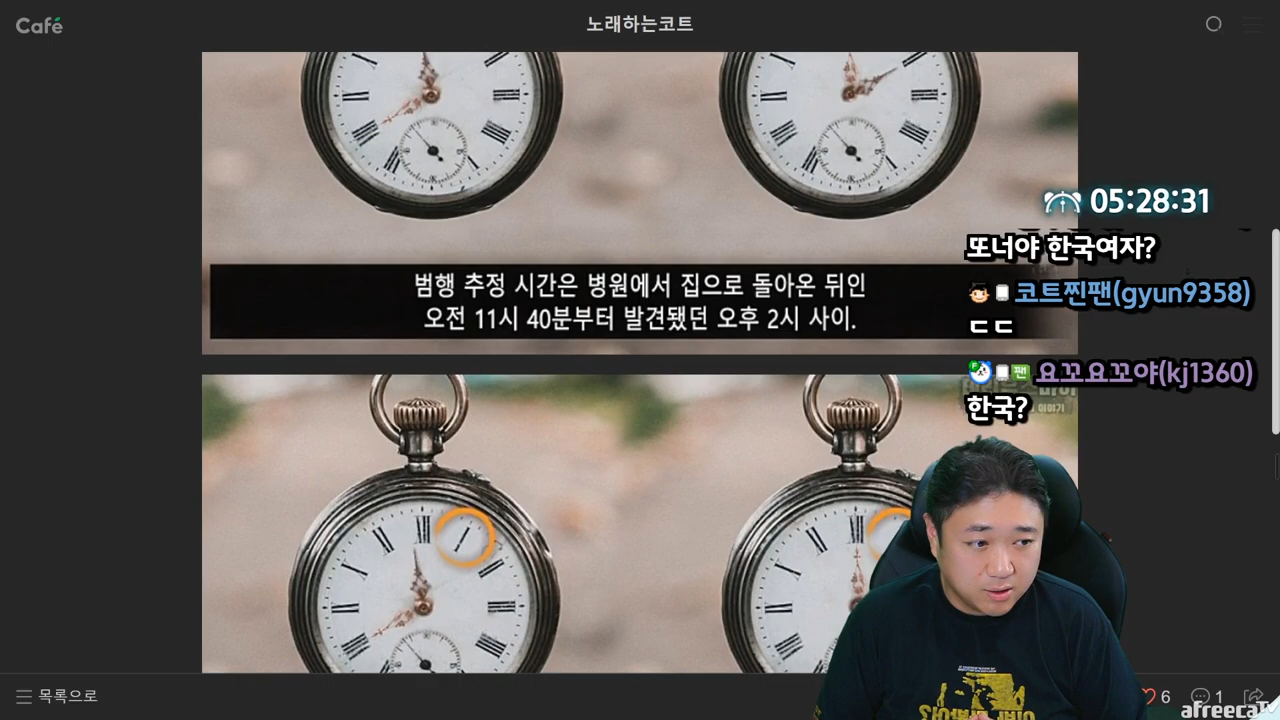 Café
노래하는코트
05:28:31
또너야 한국여자?
코트찐팬(gyun9358)
ㄷㄷ
범행 추정 시간은 병원에서 집으로 돌아온 뒤인
오전 11시 40분부터 발견됐던 오후 2시 사이.
팬 요꼬요꼬야(kj1360)
한국?
이야기
목록으로
6
1
afreecaTV